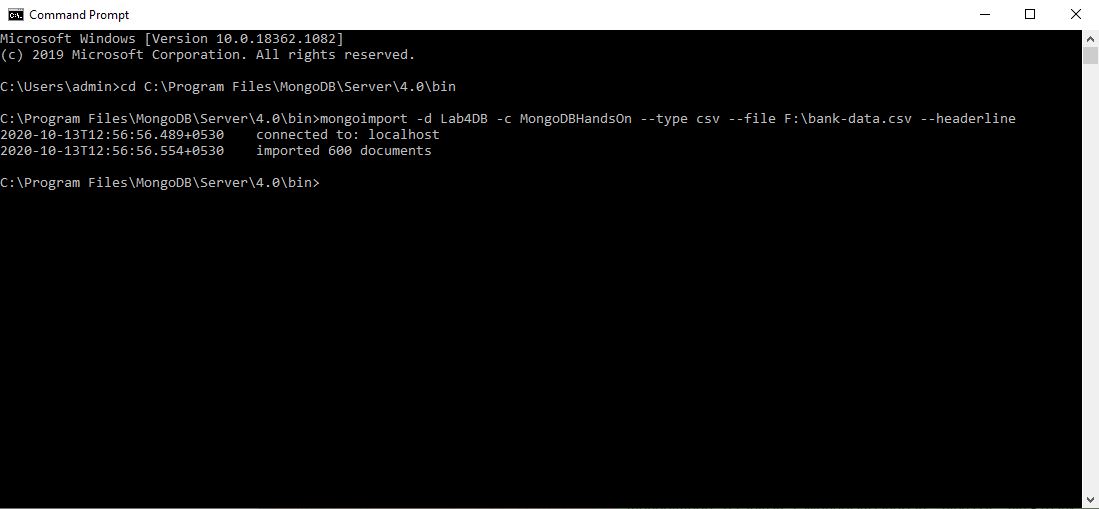 Command Prompt
Microsoft Windows [Version 10.0.18362.1082]
(c) 2019 Microsoft Corporation. All rights reserved.
C:\Users\admin>cd C:\Program Files\MongoDB\Server\4.0\bin
C:\Program Files\MongoDB\Server\4.0\bin>mongoimport -d Lab4DB -c MongoDBHandsOn --type csv --file F:\bank-data.csv --headerline
2020-10-13T12:56:56.489+0530    connected to: localhost
2020-10-13T12:56:56.554+0530    imported 600 documents
C:\Program Files\MongoDB\Server\4.0\bin>